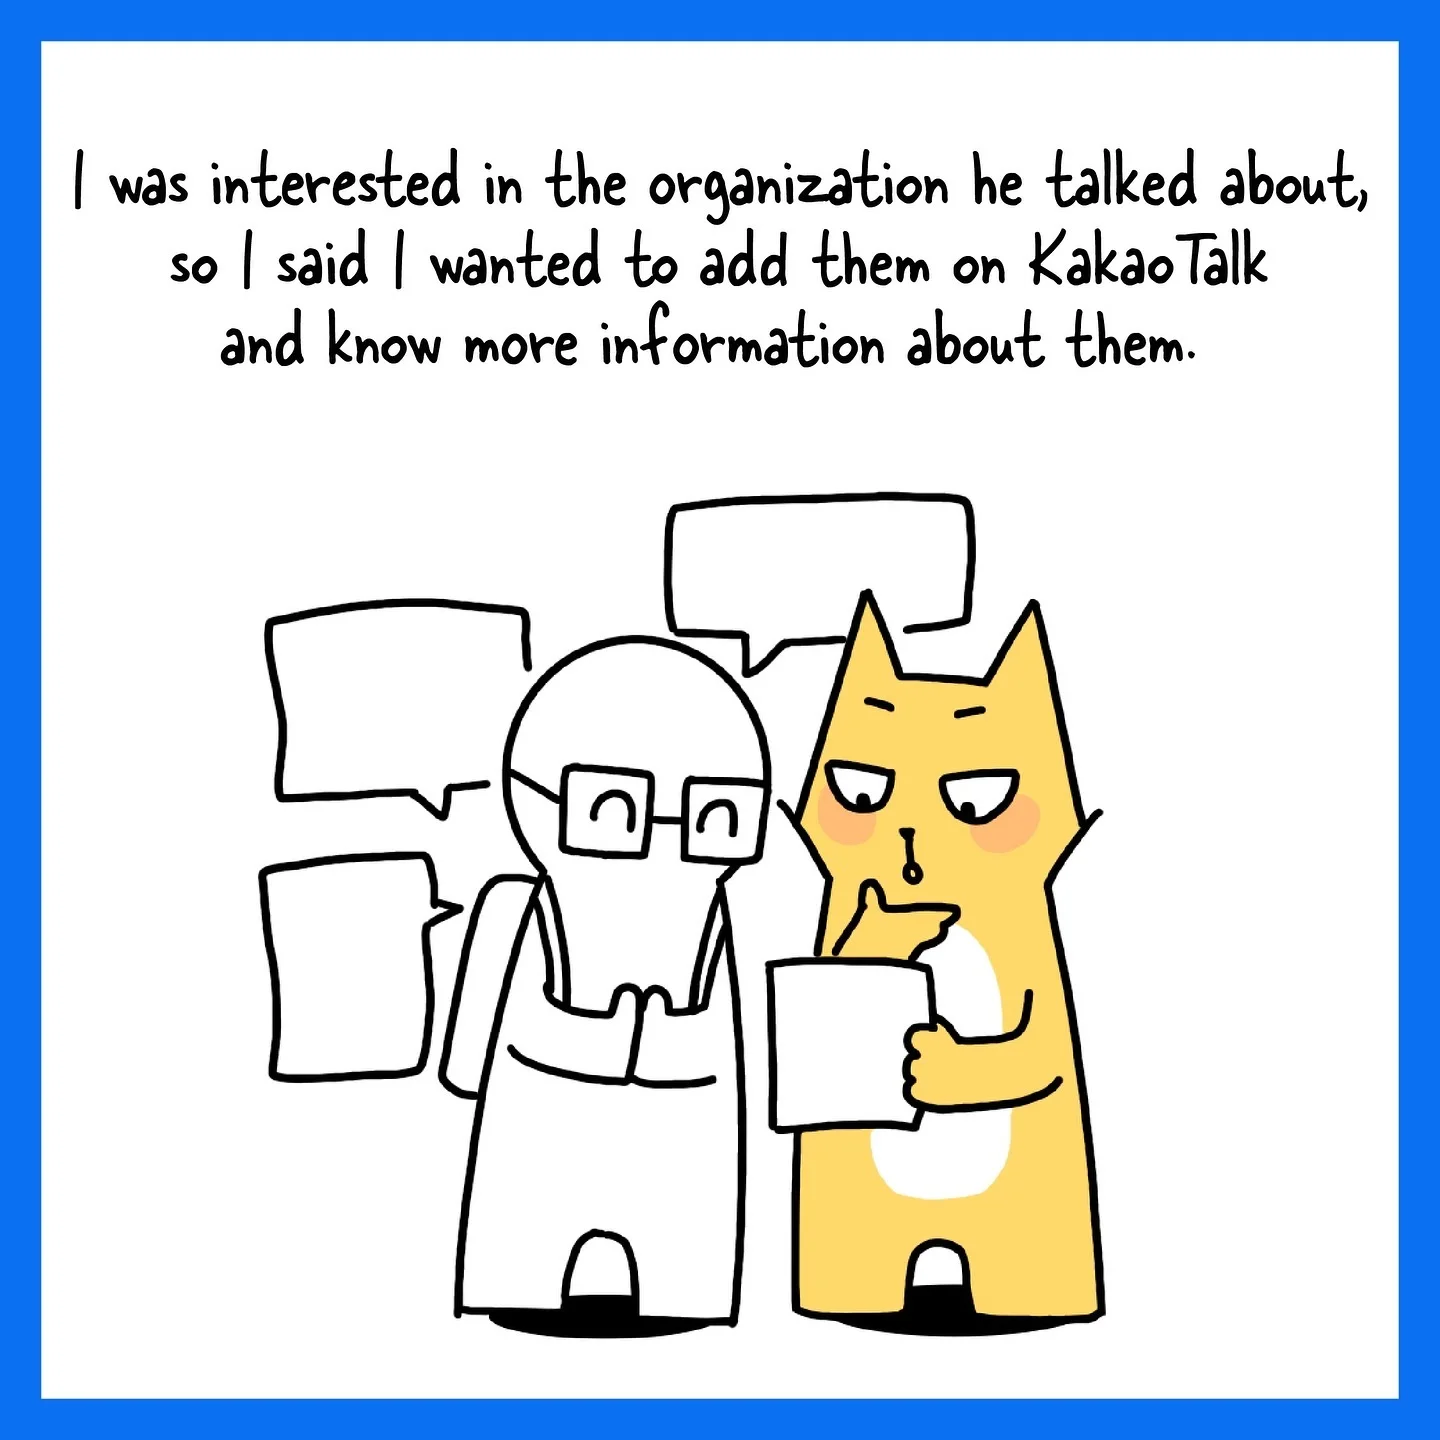 I was interested in the organization he talked about,
so I said I wanted to add them on KakaoTalk
and know more information about them.